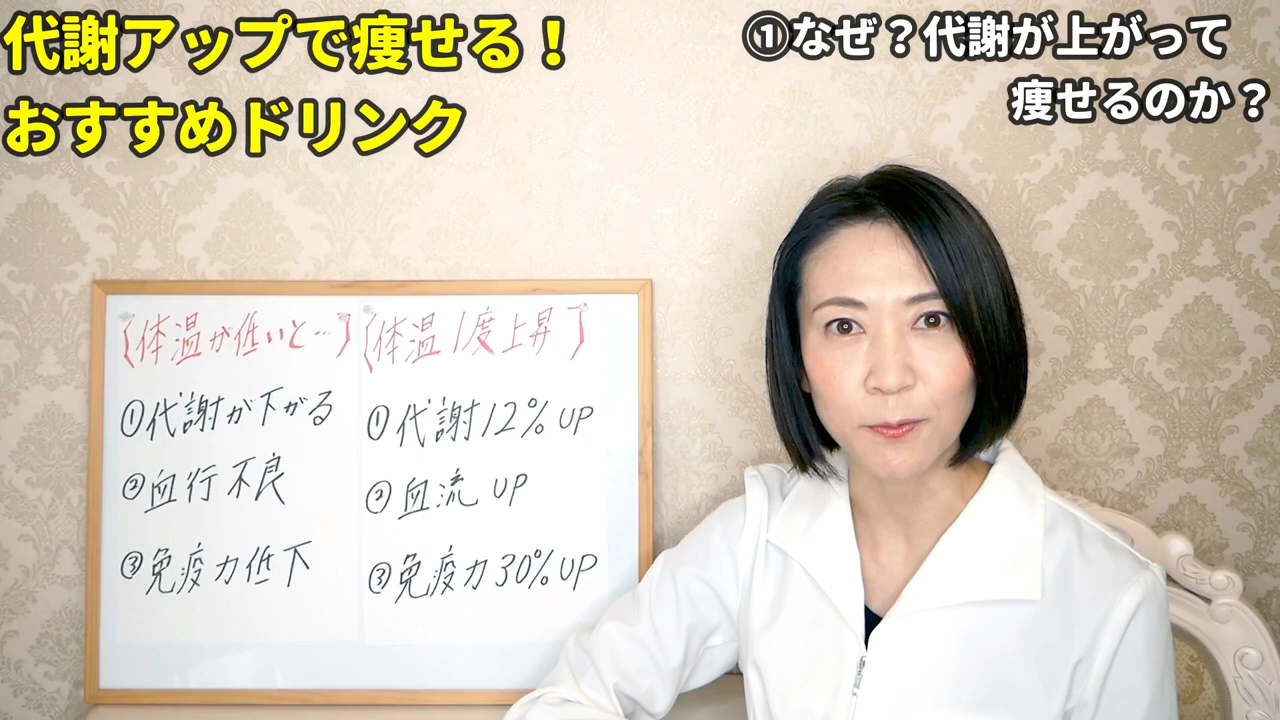 代謝アップで痩せる！
おすすめドリンク
①なぜ？代謝が上がって
痩せるのか？
【体温が低いと…】
①代謝が下がる
②血行不良
③免疫力低下
【体温1度上昇】
①代謝12%UP
②血流UP
③免疫力30%UP